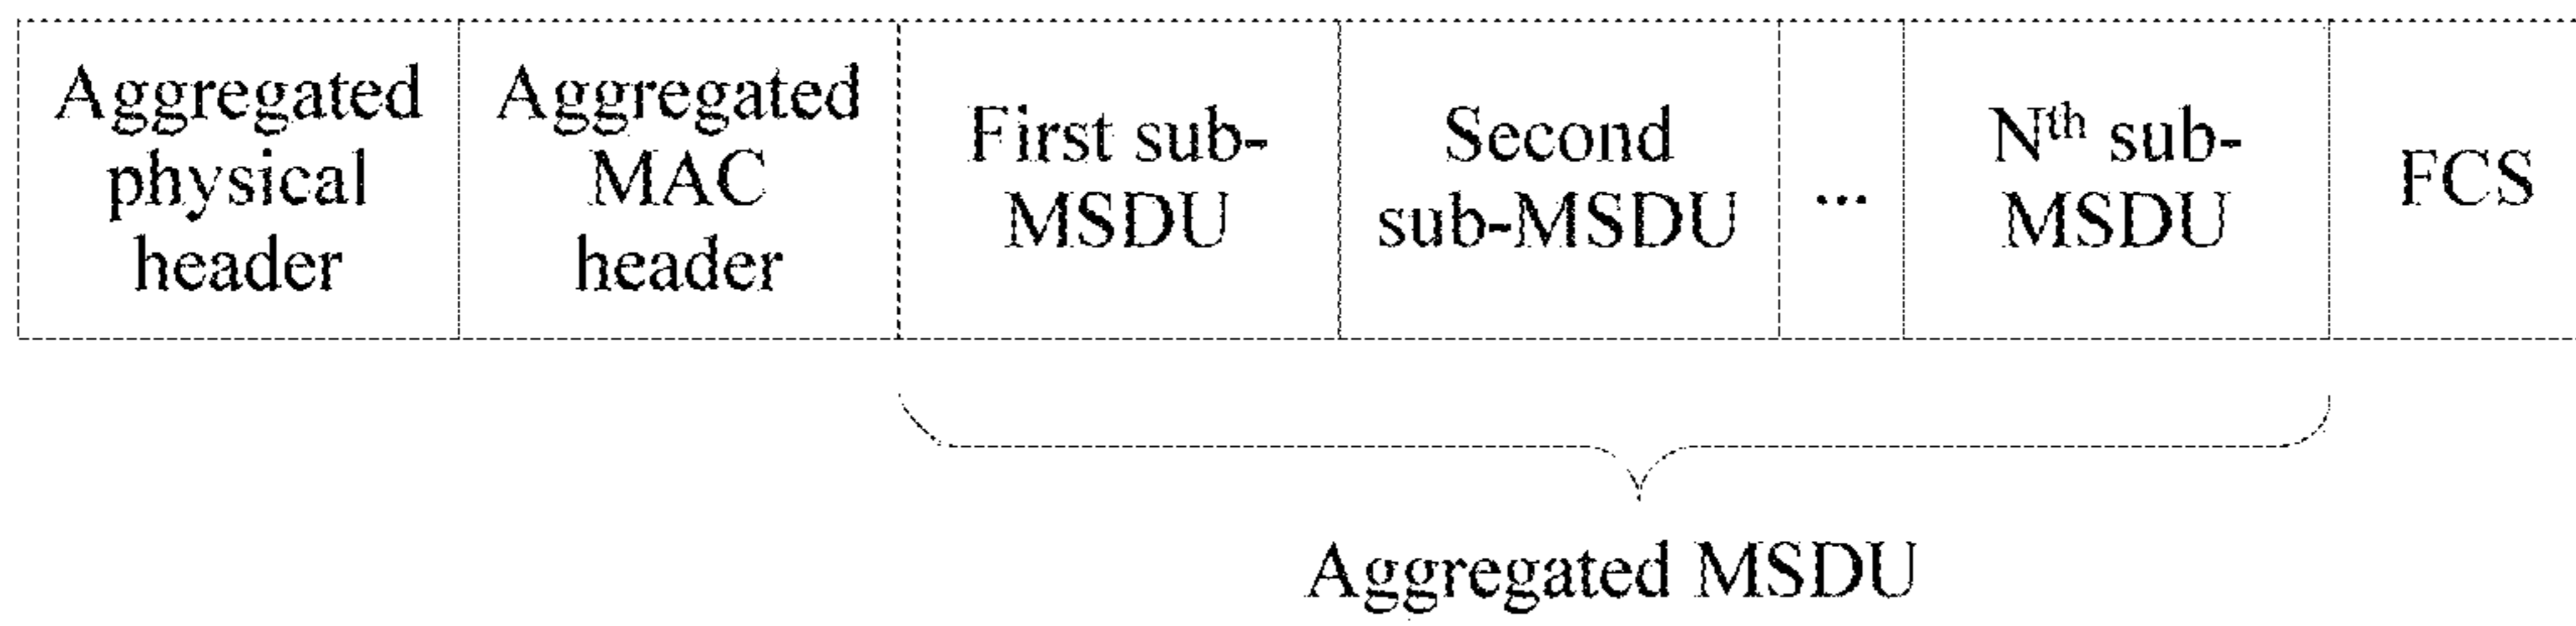 Aggregated
physical
header
Aggregated
MAC
header
First sub-
MSDU
Second
sub-MSDU
...
Nth sub-
MSDU
FCS
Aggregated MSDU